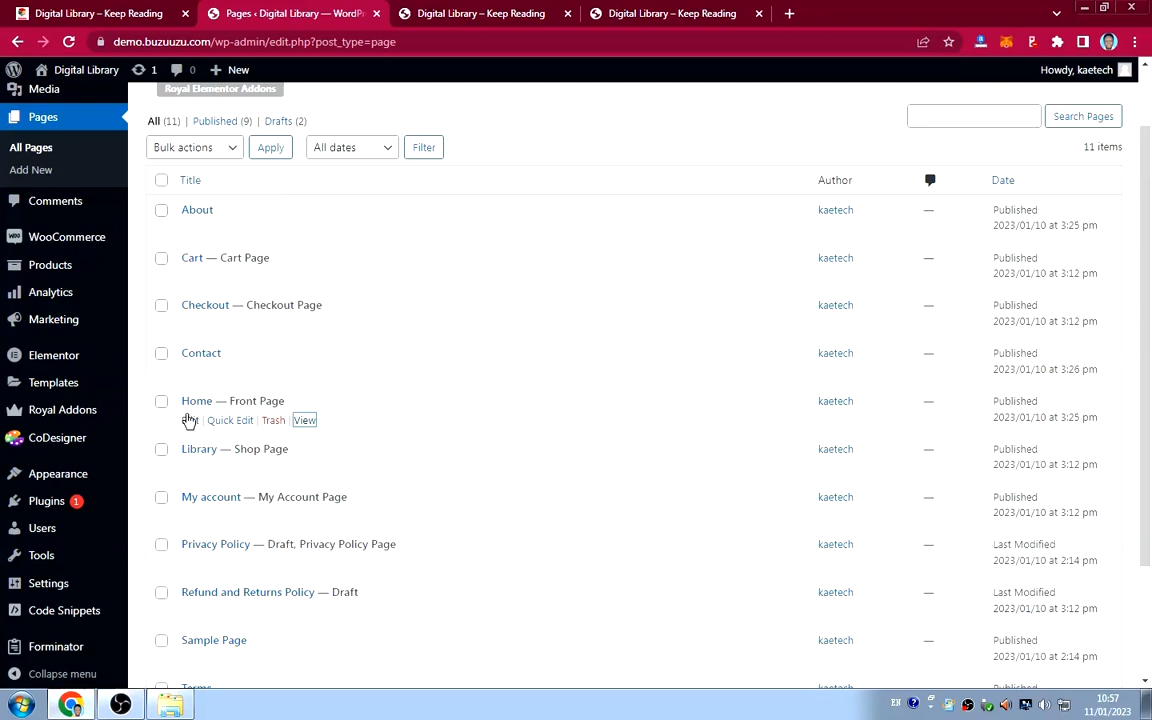 Digital Library – Keep Reading
Pages ‹ Digital Library — WordPr
Digital Library – Keep Reading
Digital Library – Keep Reading
demo.buzuuzu.com/wp-admin/edit.php?post_type=page
Digital Library
1
0
New
Howdy, kaetech
Media
Pages
All Pages
Add New
Comments
WooCommerce
Products
Analytics
Marketing
Elementor
Templates
Royal Addons
CoDesigner
Appearance
Plugins 1
Users
Tools
Settings
Code Snippets
Forminator
Collapse menu
Royal Elementor Addons
All (11) | Published (9) | Drafts (2)
Search Pages
Bulk actions
Apply
All dates
Filter
11 items
Title
Author
Date
About
kaetech
—
Published
2023/01/10 at 3:25 pm
Cart — Cart Page
kaetech
—
Published
2023/01/10 at 3:12 pm
Checkout — Checkout Page
kaetech
—
Published
2023/01/10 at 3:12 pm
Contact
kaetech
—
Published
2023/01/10 at 3:26 pm
Home — Front Page
| Quick Edit | Trash | View
kaetech
—
Published
2023/01/10 at 3:25 pm
Library — Shop Page
kaetech
—
Published
2023/01/10 at 3:12 pm
My account — My Account Page
kaetech
—
Published
2023/01/10 at 3:12 pm
Privacy Policy — Draft, Privacy Policy Page
kaetech
—
Last Modified
2023/01/10 at 2:14 pm
Refund and Returns Policy — Draft
kaetech
—
Last Modified
2023/01/10 at 3:12 pm
Sample Page
kaetech
—
Published
2023/01/10 at 2:14 pm
Terms
EN
10:57
11/01/2023